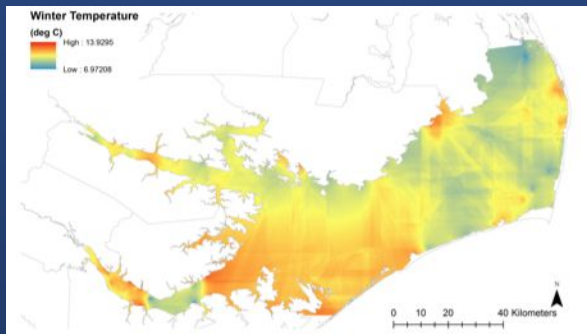 Winter Temperature
(deg C)
High : 13.9295
Low : 6.97208
N
0 10 20 40 Kilometers